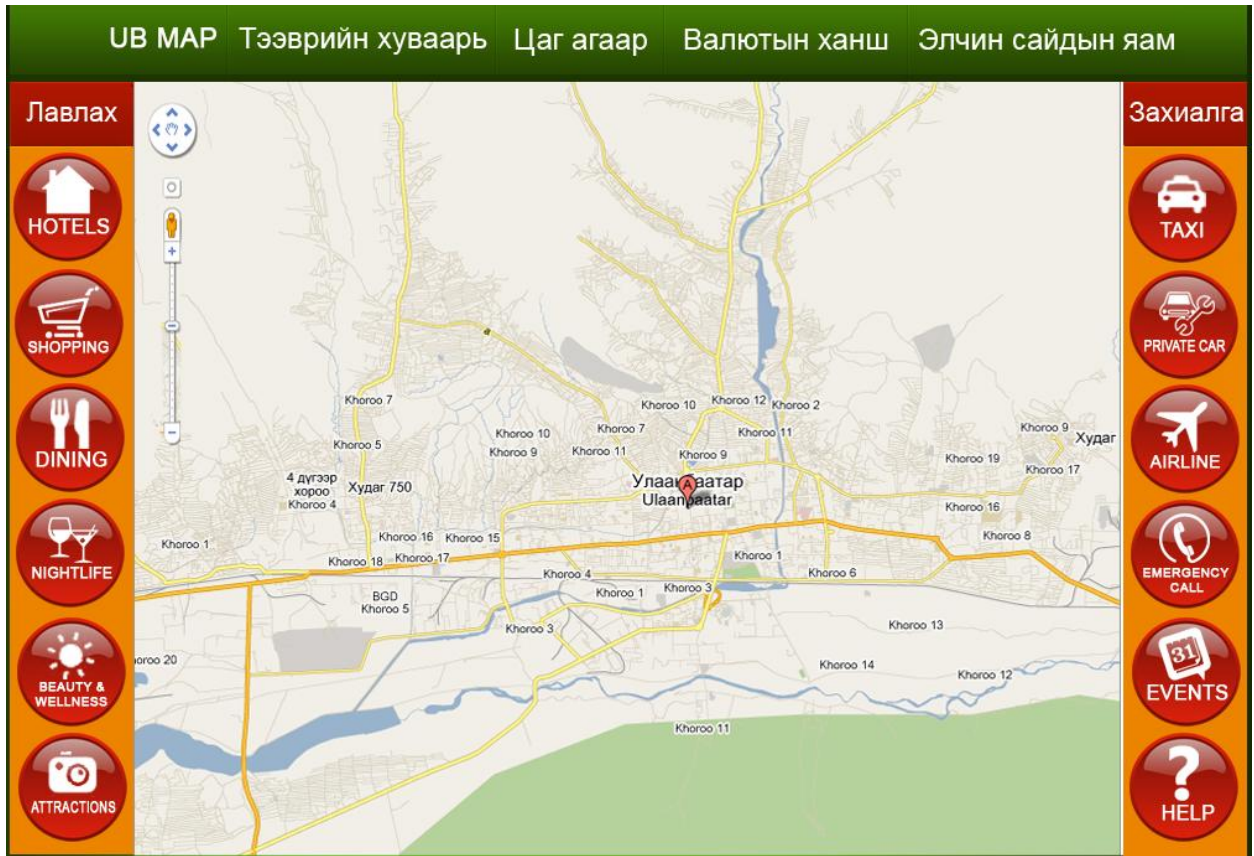 UB MAP Тээврийн хуваарь Цаг агаар Валютын ханш Элчин сайдын яам
Лавлах
HOTELS
SHOPPING
DINING
NIGHTLIFE
BEAUTY &
WELLNESS
ATTRACTIONS
Khoroo 7
Khoroo 10 Khoroo 12 Khoroo 2
Khoroo 10 Khoroo 7 Khoroo 11
Khoroo 9 Худаг
Khoroo 5
Khoroo 9 Khoroo 11 Khoroo 9
Khoroo 19 Khoroo 17
4 дүгээр
хороо
Khoroo 4
Худаг 750
Улаанбаатар
Ulaanbaatar
A
Khoroo 16
Khoroo 1
Khoroo 16 Khoroo 15
Khoroo 8
Khoroo 18 Khoroo 17
Khoroo 1
Khoroo 4 Khoroo 6
BGD
Khoroo 5
Khoroo 1 Khoroo 3
Khoroo 3
Khoroo 13
oroo 20
Khoroo 14
Khoroo 12
Khoroo 11
Захиалга
TAXI
PRIVATE CAR
AIRLINE
EMERGENCY
CALL
31
EVENTS
?
HELP